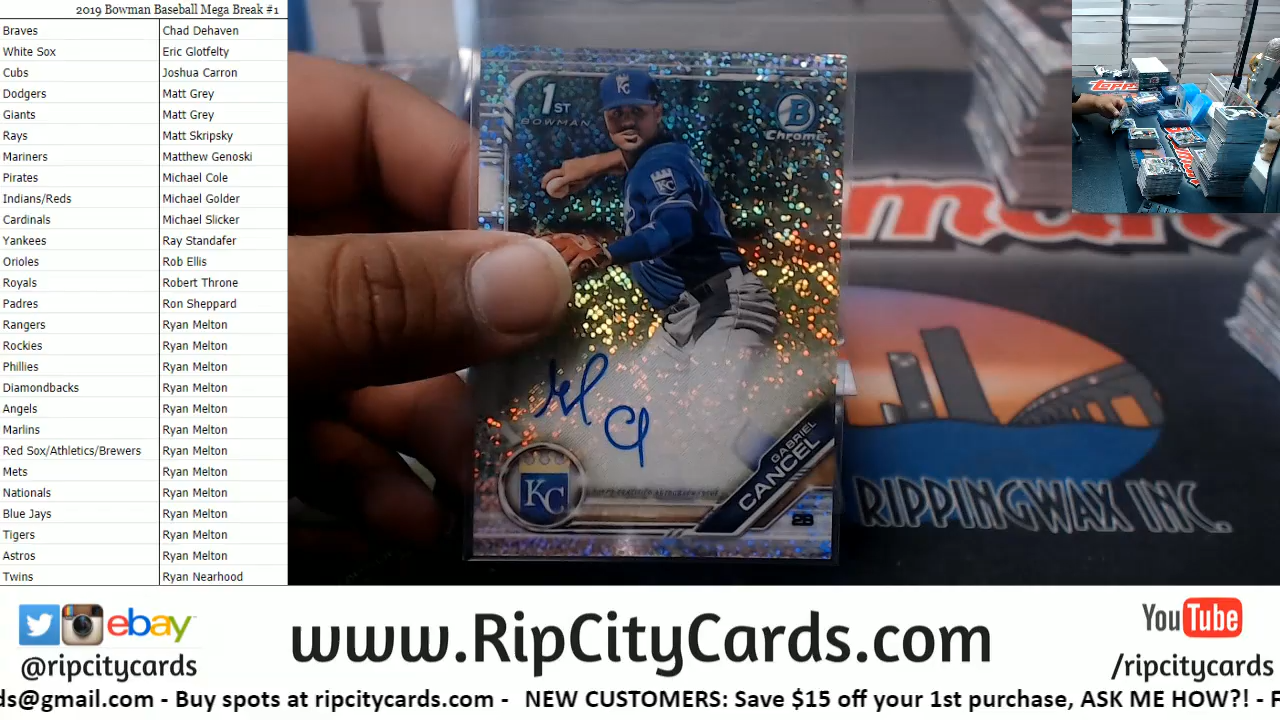 2019 Bowman Baseball Mega Break #1
Braves Chad Dehaven
White Sox Eric Glotfelty
Cubs Joshua Carron
Dodgers Matt Grey
Giants Matt Grey
Rays Matt Skripsky
Mariners Matthew Genoski
Pirates Michael Cole
Indians/Reds Michael Golder
Cardinals Michael Slicker
Yankees Ray Standafer
Orioles Rob Ellis
Royals Robert Throne
Padres Ron Sheppard
Rangers Ryan Melton
Rockies Ryan Melton
Phillies Ryan Melton
Diamondbacks Ryan Melton
Angels Ryan Melton
Marlins Ryan Melton
Red Sox/Athletics/Brewers Ryan Melton
Mets Ryan Melton
Nationals Ryan Melton
Blue Jays Ryan Melton
Tigers Ryan Melton
Astros Ryan Melton
Twins Ryan Nearhood
1ST
BOWMAN
B
Chrome
KC
KC
KC
GABRIEL
CANCEL
2B
RIPPINGWAX INC.
Topps
ebay
@ripcitycards
www.RipCityCards.com
YouTube
/ripcitycards
ds@gmail.com - Buy spots at ripcitycards.com - NEW CUSTOMERS: Save $15 off your 1st purchase, ASK ME HOW?! - F